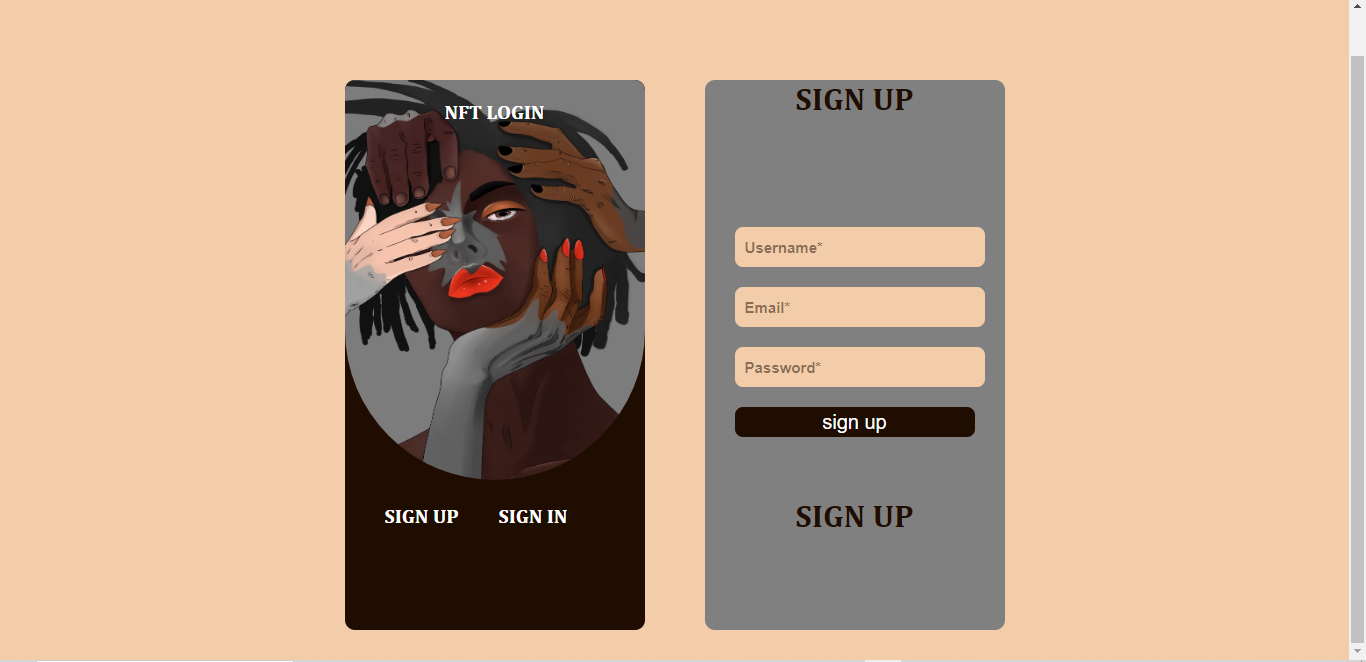 NFT LOGIN
SIGN UP
SIGN IN
SIGN UP
Username*
Email*
Password*
sign up
SIGN UP